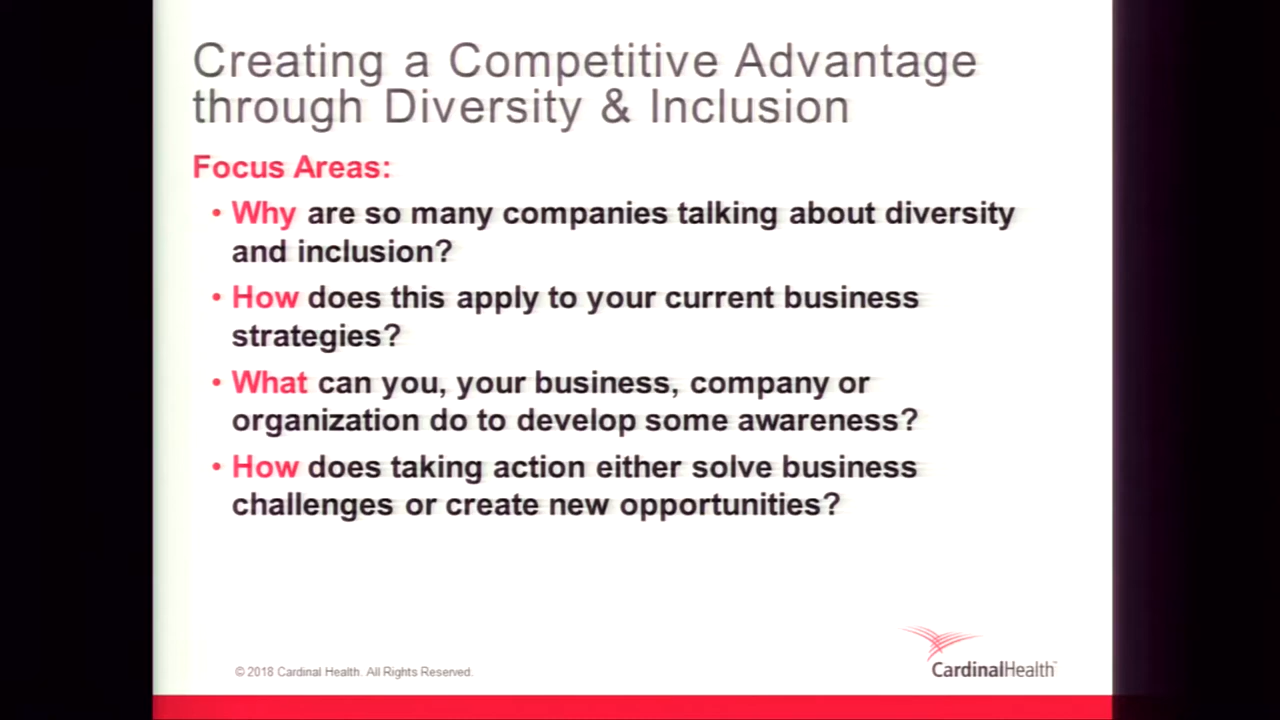 Creating a Competitive Advantage
through Diversity & Inclusion
Focus Areas:
• Why are so many companies talking about diversity
and inclusion?
• How does this apply to your current business
strategies?
• What can you, your business, company or
organization do to develop some awareness?
• How does taking action either solve business
challenges or create new opportunities?
© 2018 Cardinal Health. All Rights Reserved.
CardinalHealth™